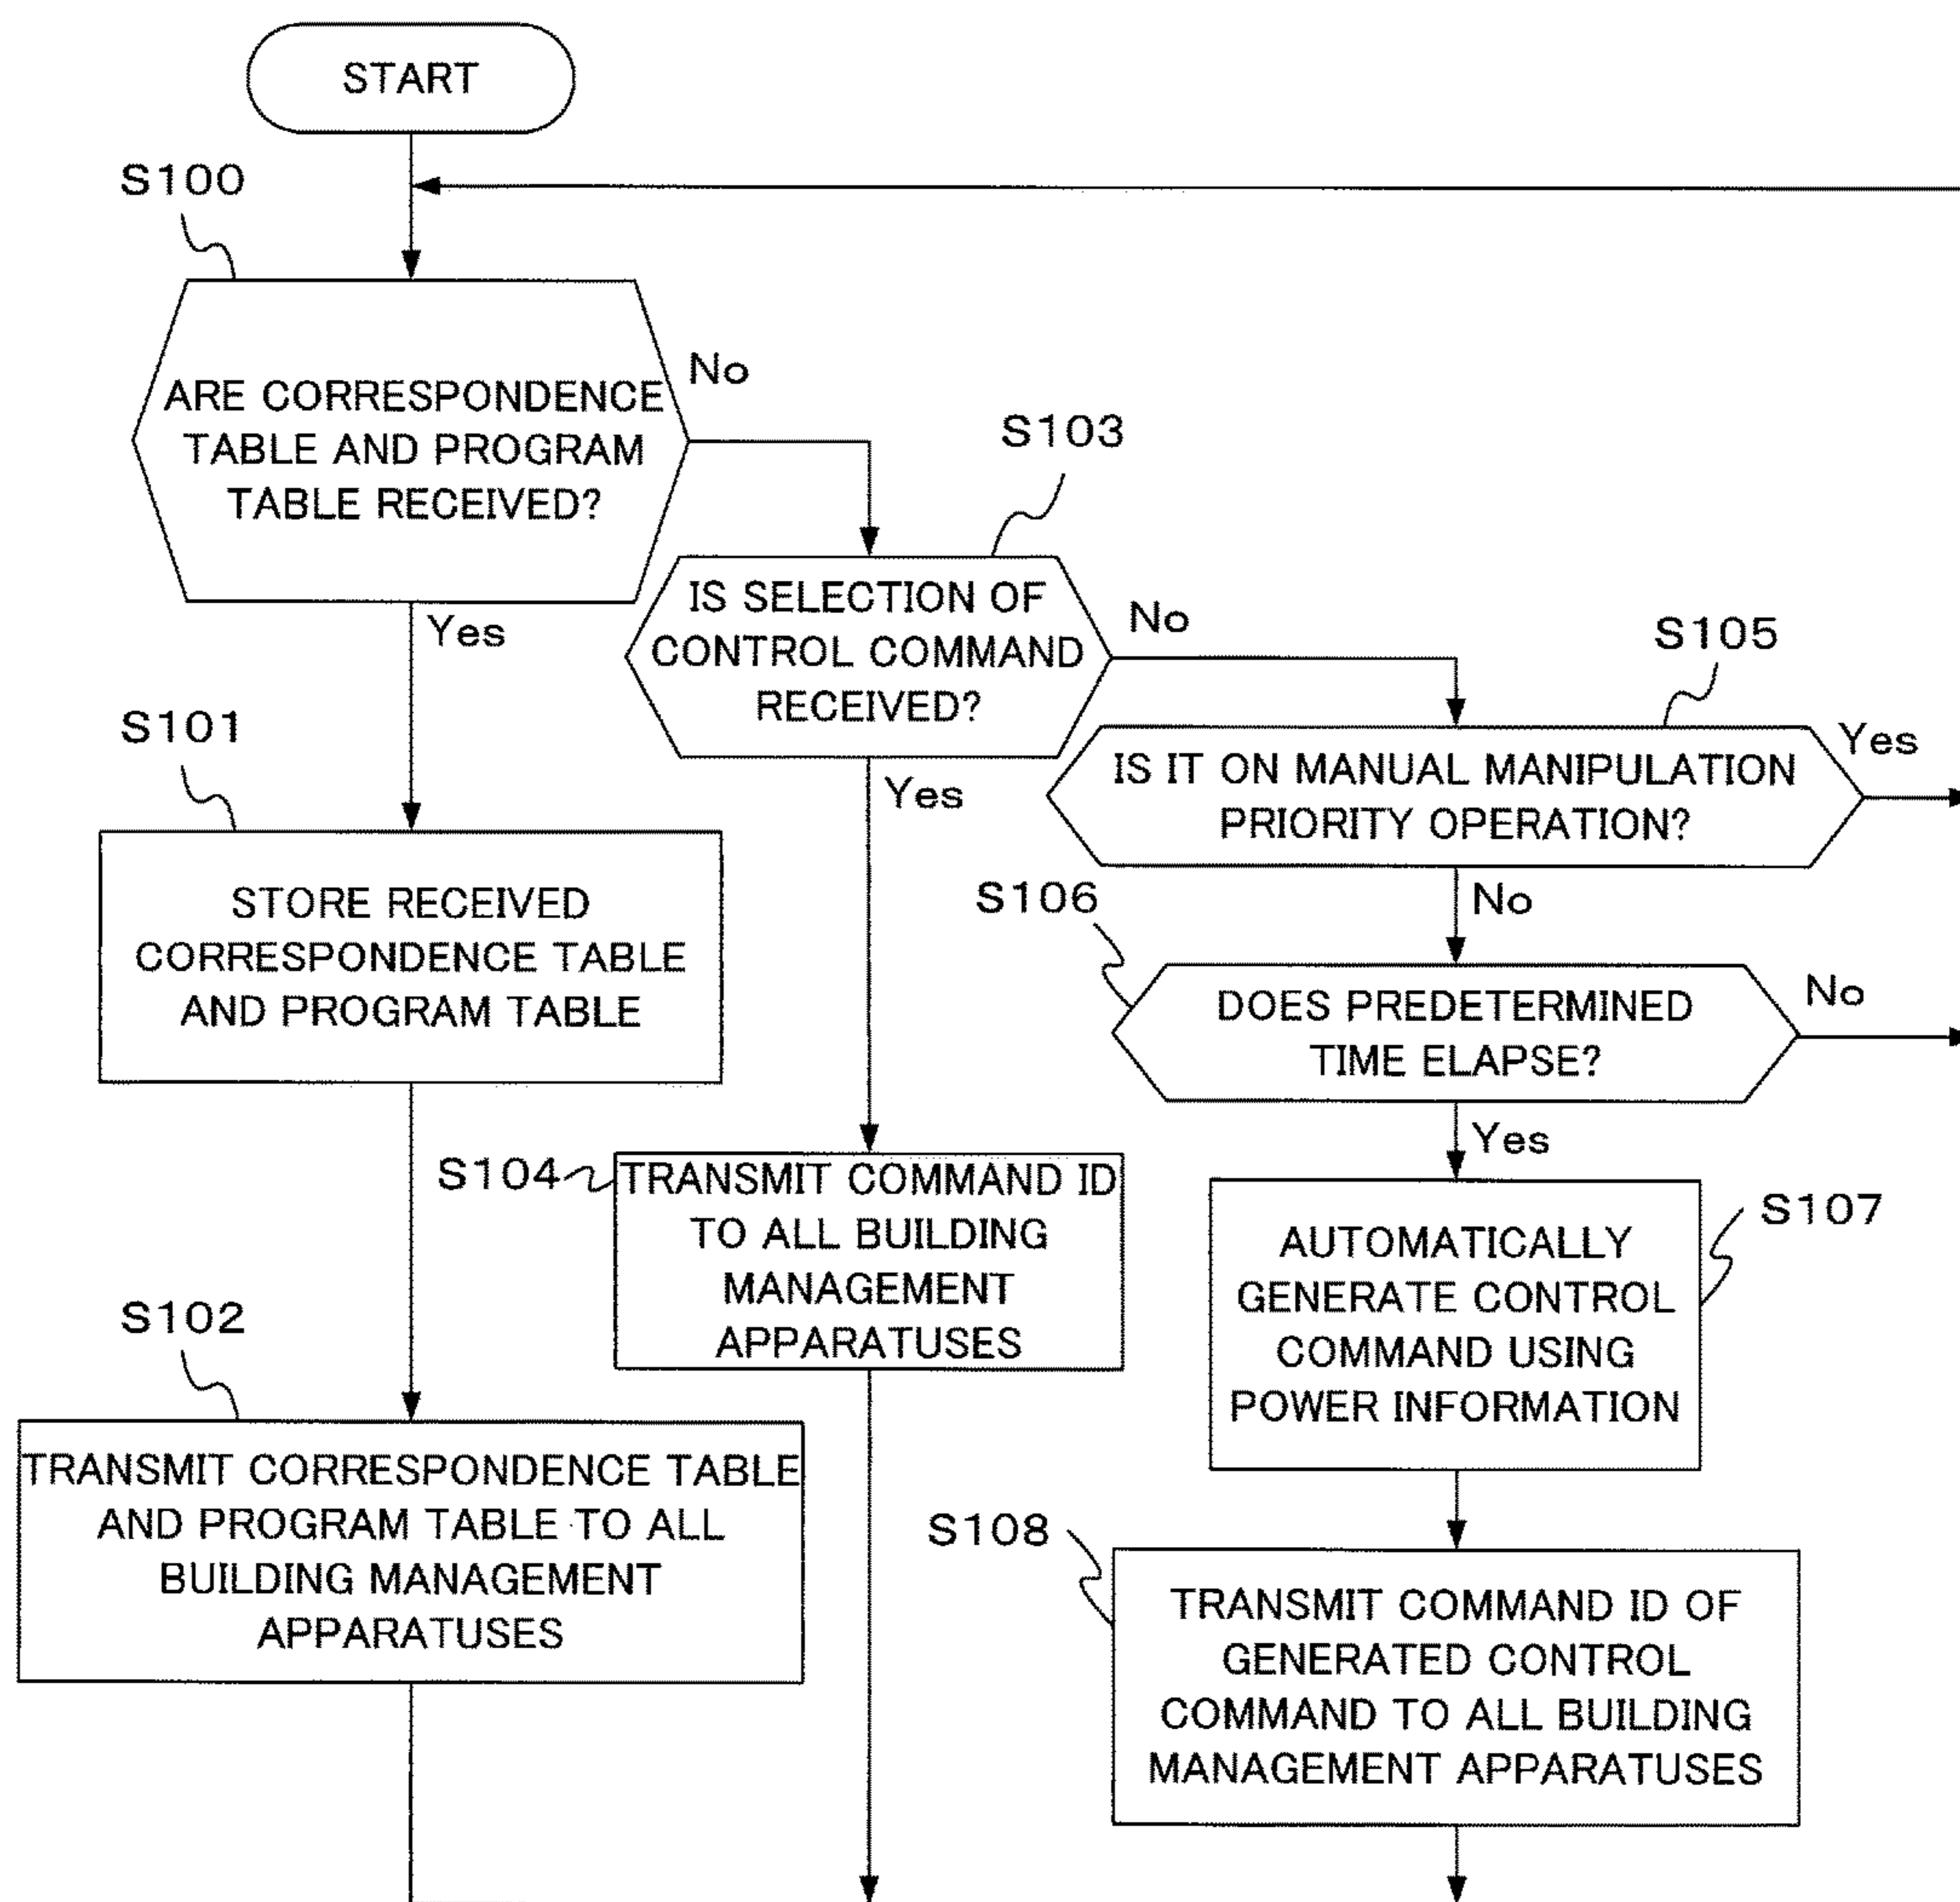 START
S100
ARE CORRESPONDENCE
TABLE AND PROGRAM
TABLE RECEIVED?
No
Yes
S101
STORE RECEIVED
CORRESPONDENCE TABLE
AND PROGRAM TABLE
S102
TRANSMIT CORRESPONDENCE TABLE
AND PROGRAM TABLE TO ALL
BUILDING MANAGEMENT
APPARATUSES
S103
IS SELECTION OF
CONTROL COMMAND
RECEIVED?
No
Yes
S104
TRANSMIT COMMAND ID
TO ALL BUILDING
MANAGEMENT
APPARATUSES
S105
IS IT ON MANUAL MANIPULATION
PRIORITY OPERATION?
Yes
No
S106
DOES PREDETERMINED
TIME ELAPSE?
No
Yes
S107
AUTOMATICALLY
GENERATE CONTROL
COMMAND USING
POWER INFORMATION
S108
TRANSMIT COMMAND ID OF
GENERATED CONTROL
COMMAND TO ALL BUILDING
MANAGEMENT APPARATUSES